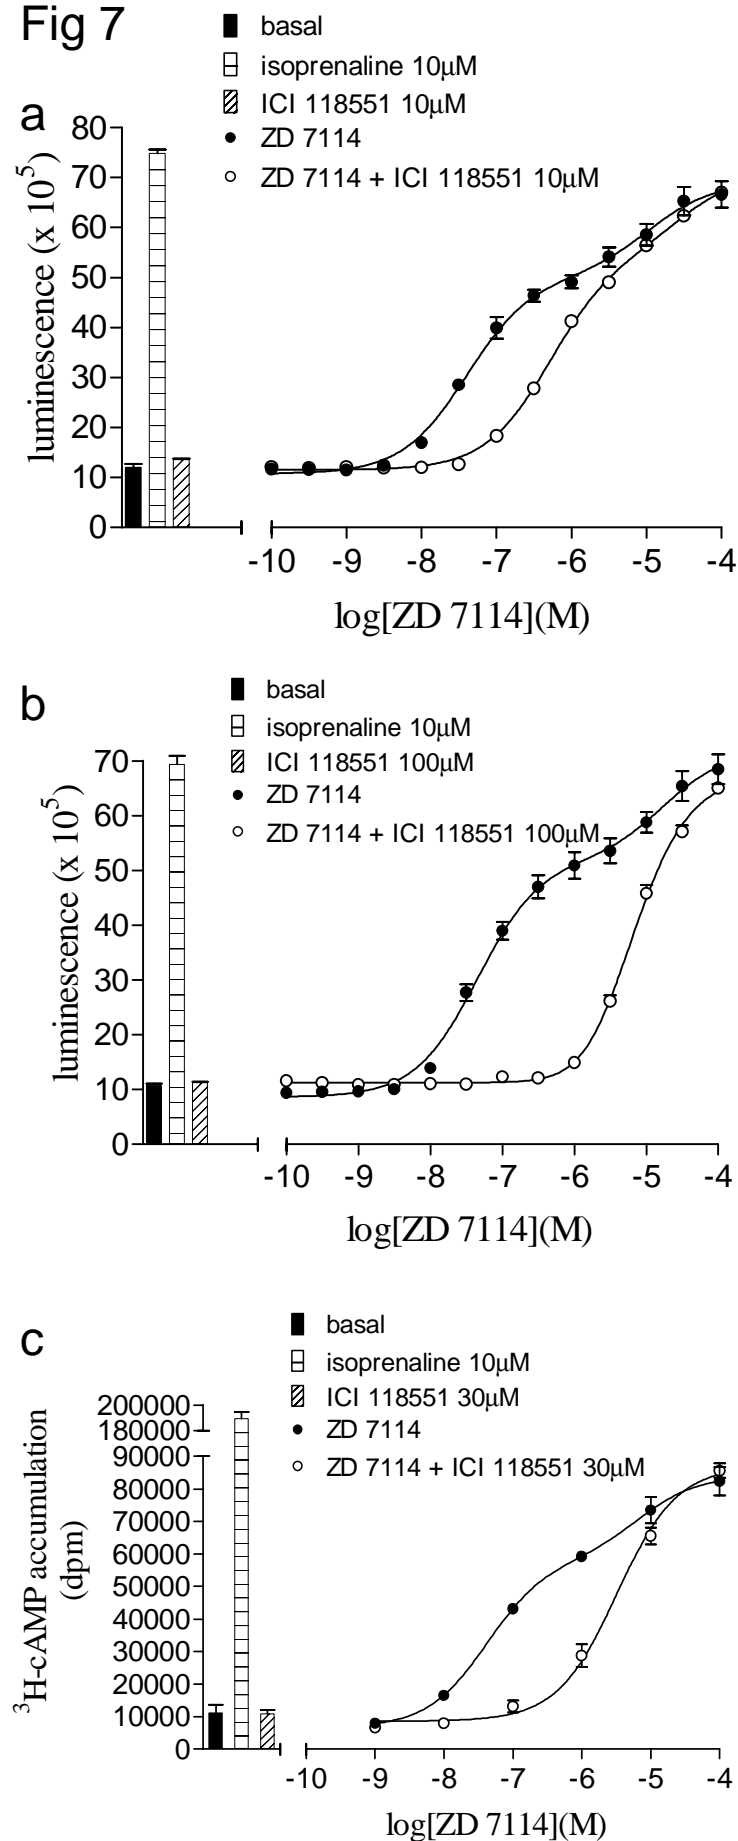 Fig 7
basal
isoprenaline 10μM
ICI 118551 10μM
ZD 7114
ZD 7114 + ICI 118551 10μM
a
80
70
60
50
40
30
20
10
0
luminescence (x 10⁵)
-10 -9 -8 -7 -6 -5 -4
log[ZD 7114](M)
b
basal
isoprenaline 10μM
ICI 118551 100μM
ZD 7114
ZD 7114 + ICI 118551 100μM
70
60
50
40
30
20
10
0
luminescence (x 10⁵)
-10 -9 -8 -7 -6 -5 -4
log[ZD 7114](M)
c
basal
isoprenaline 10μM
ICI 118551 30μM
ZD 7114
ZD 7114 + ICI 118551 30μM
200000
180000
90000
80000
70000
60000
50000
40000
30000
20000
10000
0
³H-cAMP accumulation
(dpm)
-10 -9 -8 -7 -6 -5 -4
log[ZD 7114](M)